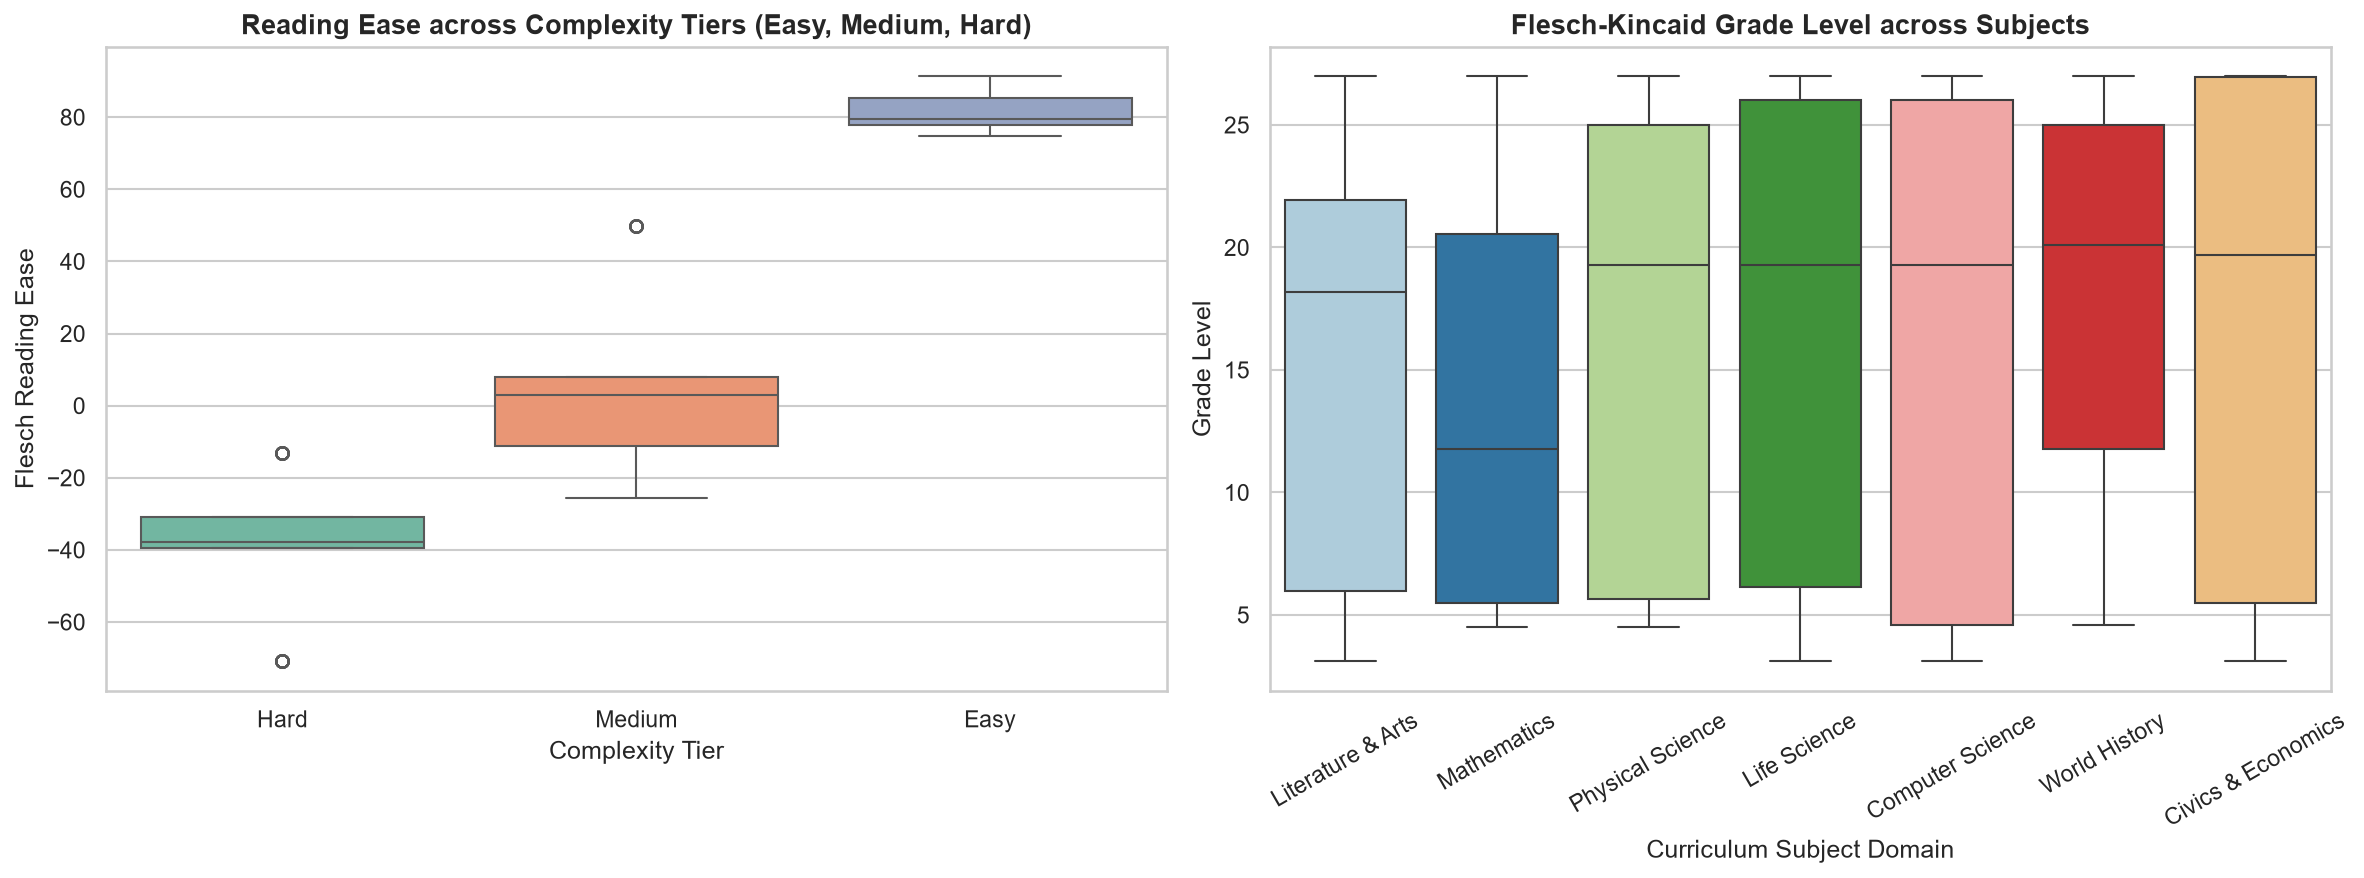 Reading Ease across Complexity Tiers (Easy, Medium, Hard)
Flesch Reading Ease
80
60
40
20
0
−20
−40
−60
Hard
Medium
Easy
Complexity Tier
Flesch-Kincaid Grade Level across Subjects
Grade Level
25
20
15
10
5
Literature & Arts
Mathematics
Physical Science
Life Science
Computer Science
World History
Civics & Economics
Curriculum Subject Domain